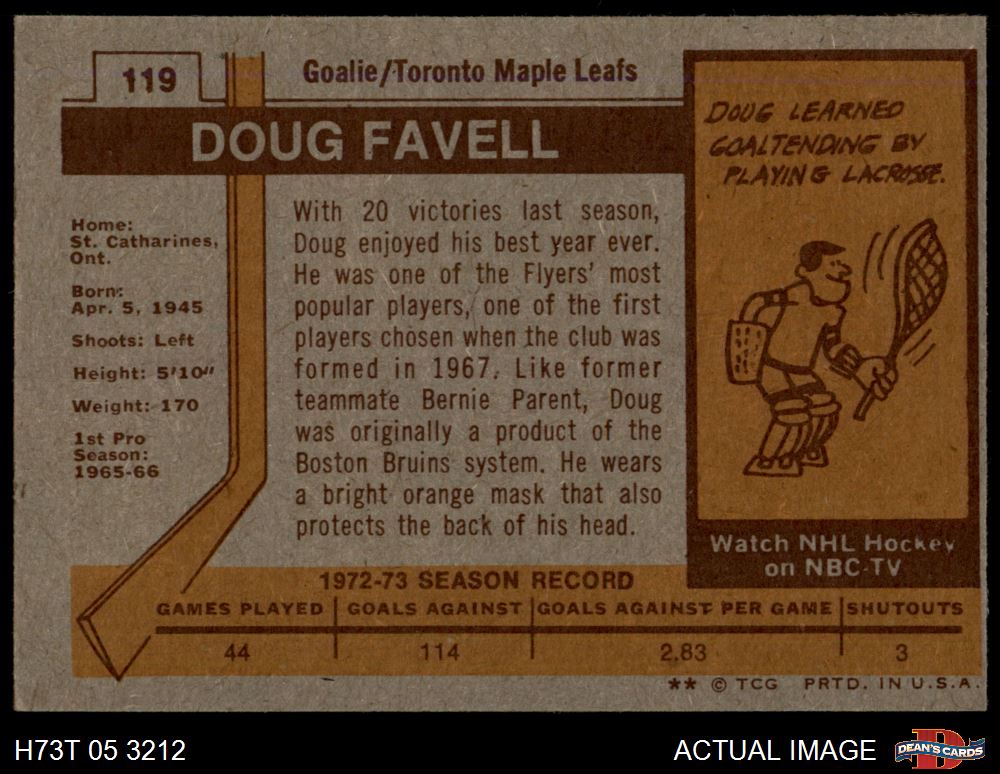 119
Goalie/Toronto Maple Leafs
DOUG FAVELL
Home:
St. Catharines,
Ont.
Born:
Apr. 5, 1945
Shoots: Left
Height: 5'10"
Weight: 170
1st Pro
Season:
1965-66
With 20 victories last season,
Doug enjoyed his best year ever.
He was one of the Flyers' most
popular players, one of the first
players chosen when the club was
formed in 1967. Like former
teammate Bernie Parent, Doug
was originally a product of the
Boston Bruins system. He wears
a bright orange mask that also
protects the back of his head.
DOUG LEARNED
GOALTENDING BY
PLAYING LACROSSE.
Watch NHL Hockey
on NBC-TV
1972-73 SEASON RECORD
GAMES PLAYED GOALS AGAINST GOALS AGAINST PER GAME SHUTOUTS
44 114 2.83 3
** © TCG PRTD. IN U.S.A.
H73T 05 3212 ACTUAL IMAGE D DEAN'S CARDS